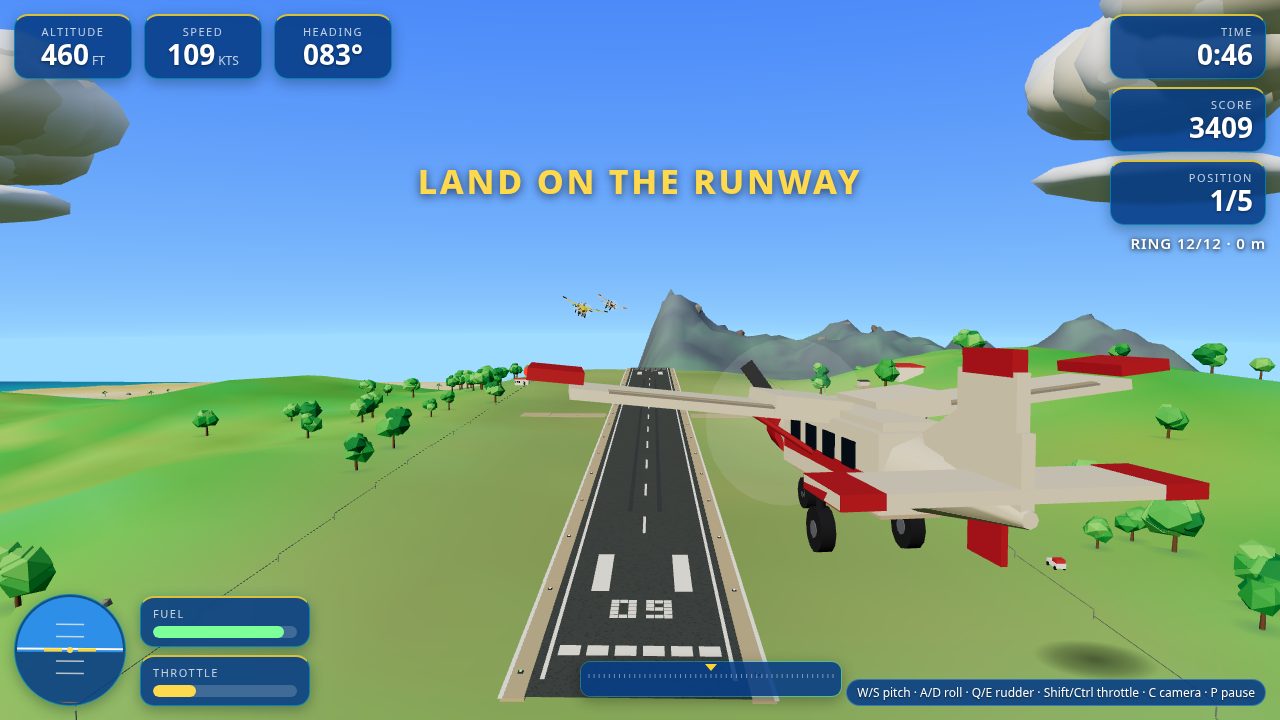 ALTITUDE
460 FT
SPEED
109 KTS
HEADING
083°
TIME
0:46
SCORE
3409
POSITION
1/5
RING 12/12 · 0 m
LAND ON THE RUNWAY
09
FUEL
THROTTLE
W/S pitch · A/D roll · Q/E rudder · Shift/Ctrl throttle · C camera · P pause